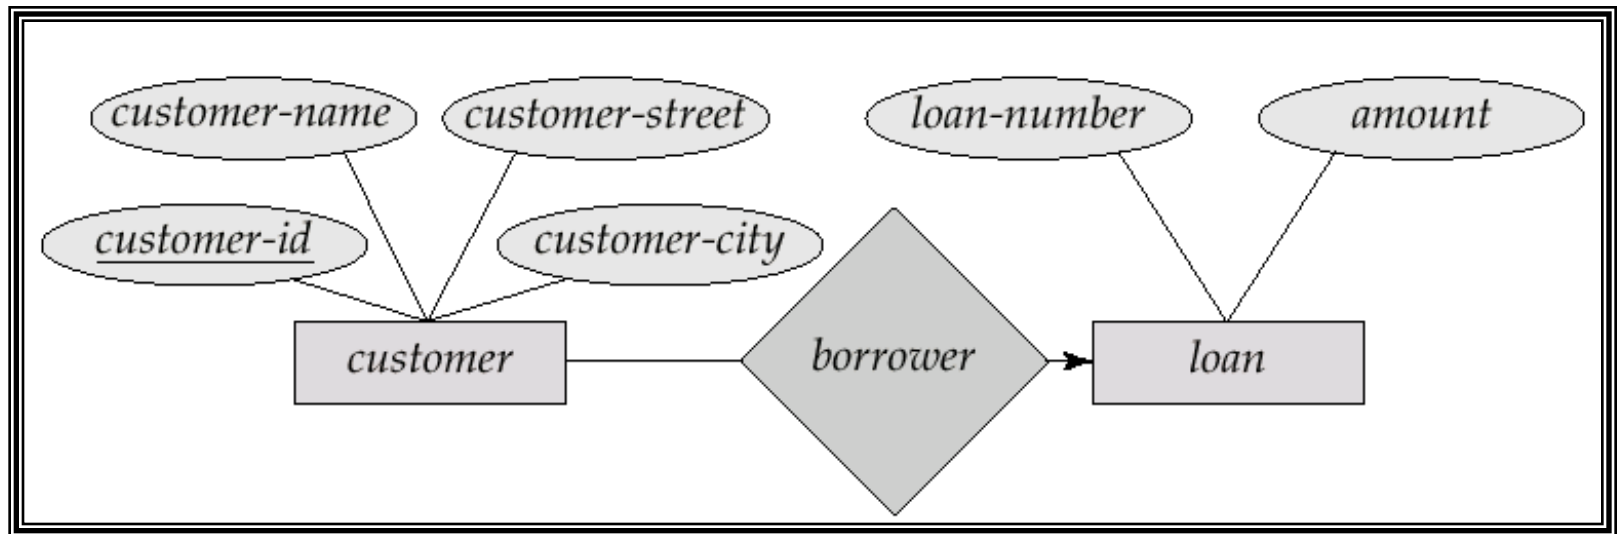 customer-name
customer-street
loan-number
amount
customer-id
customer-city
customer
borrower
loan